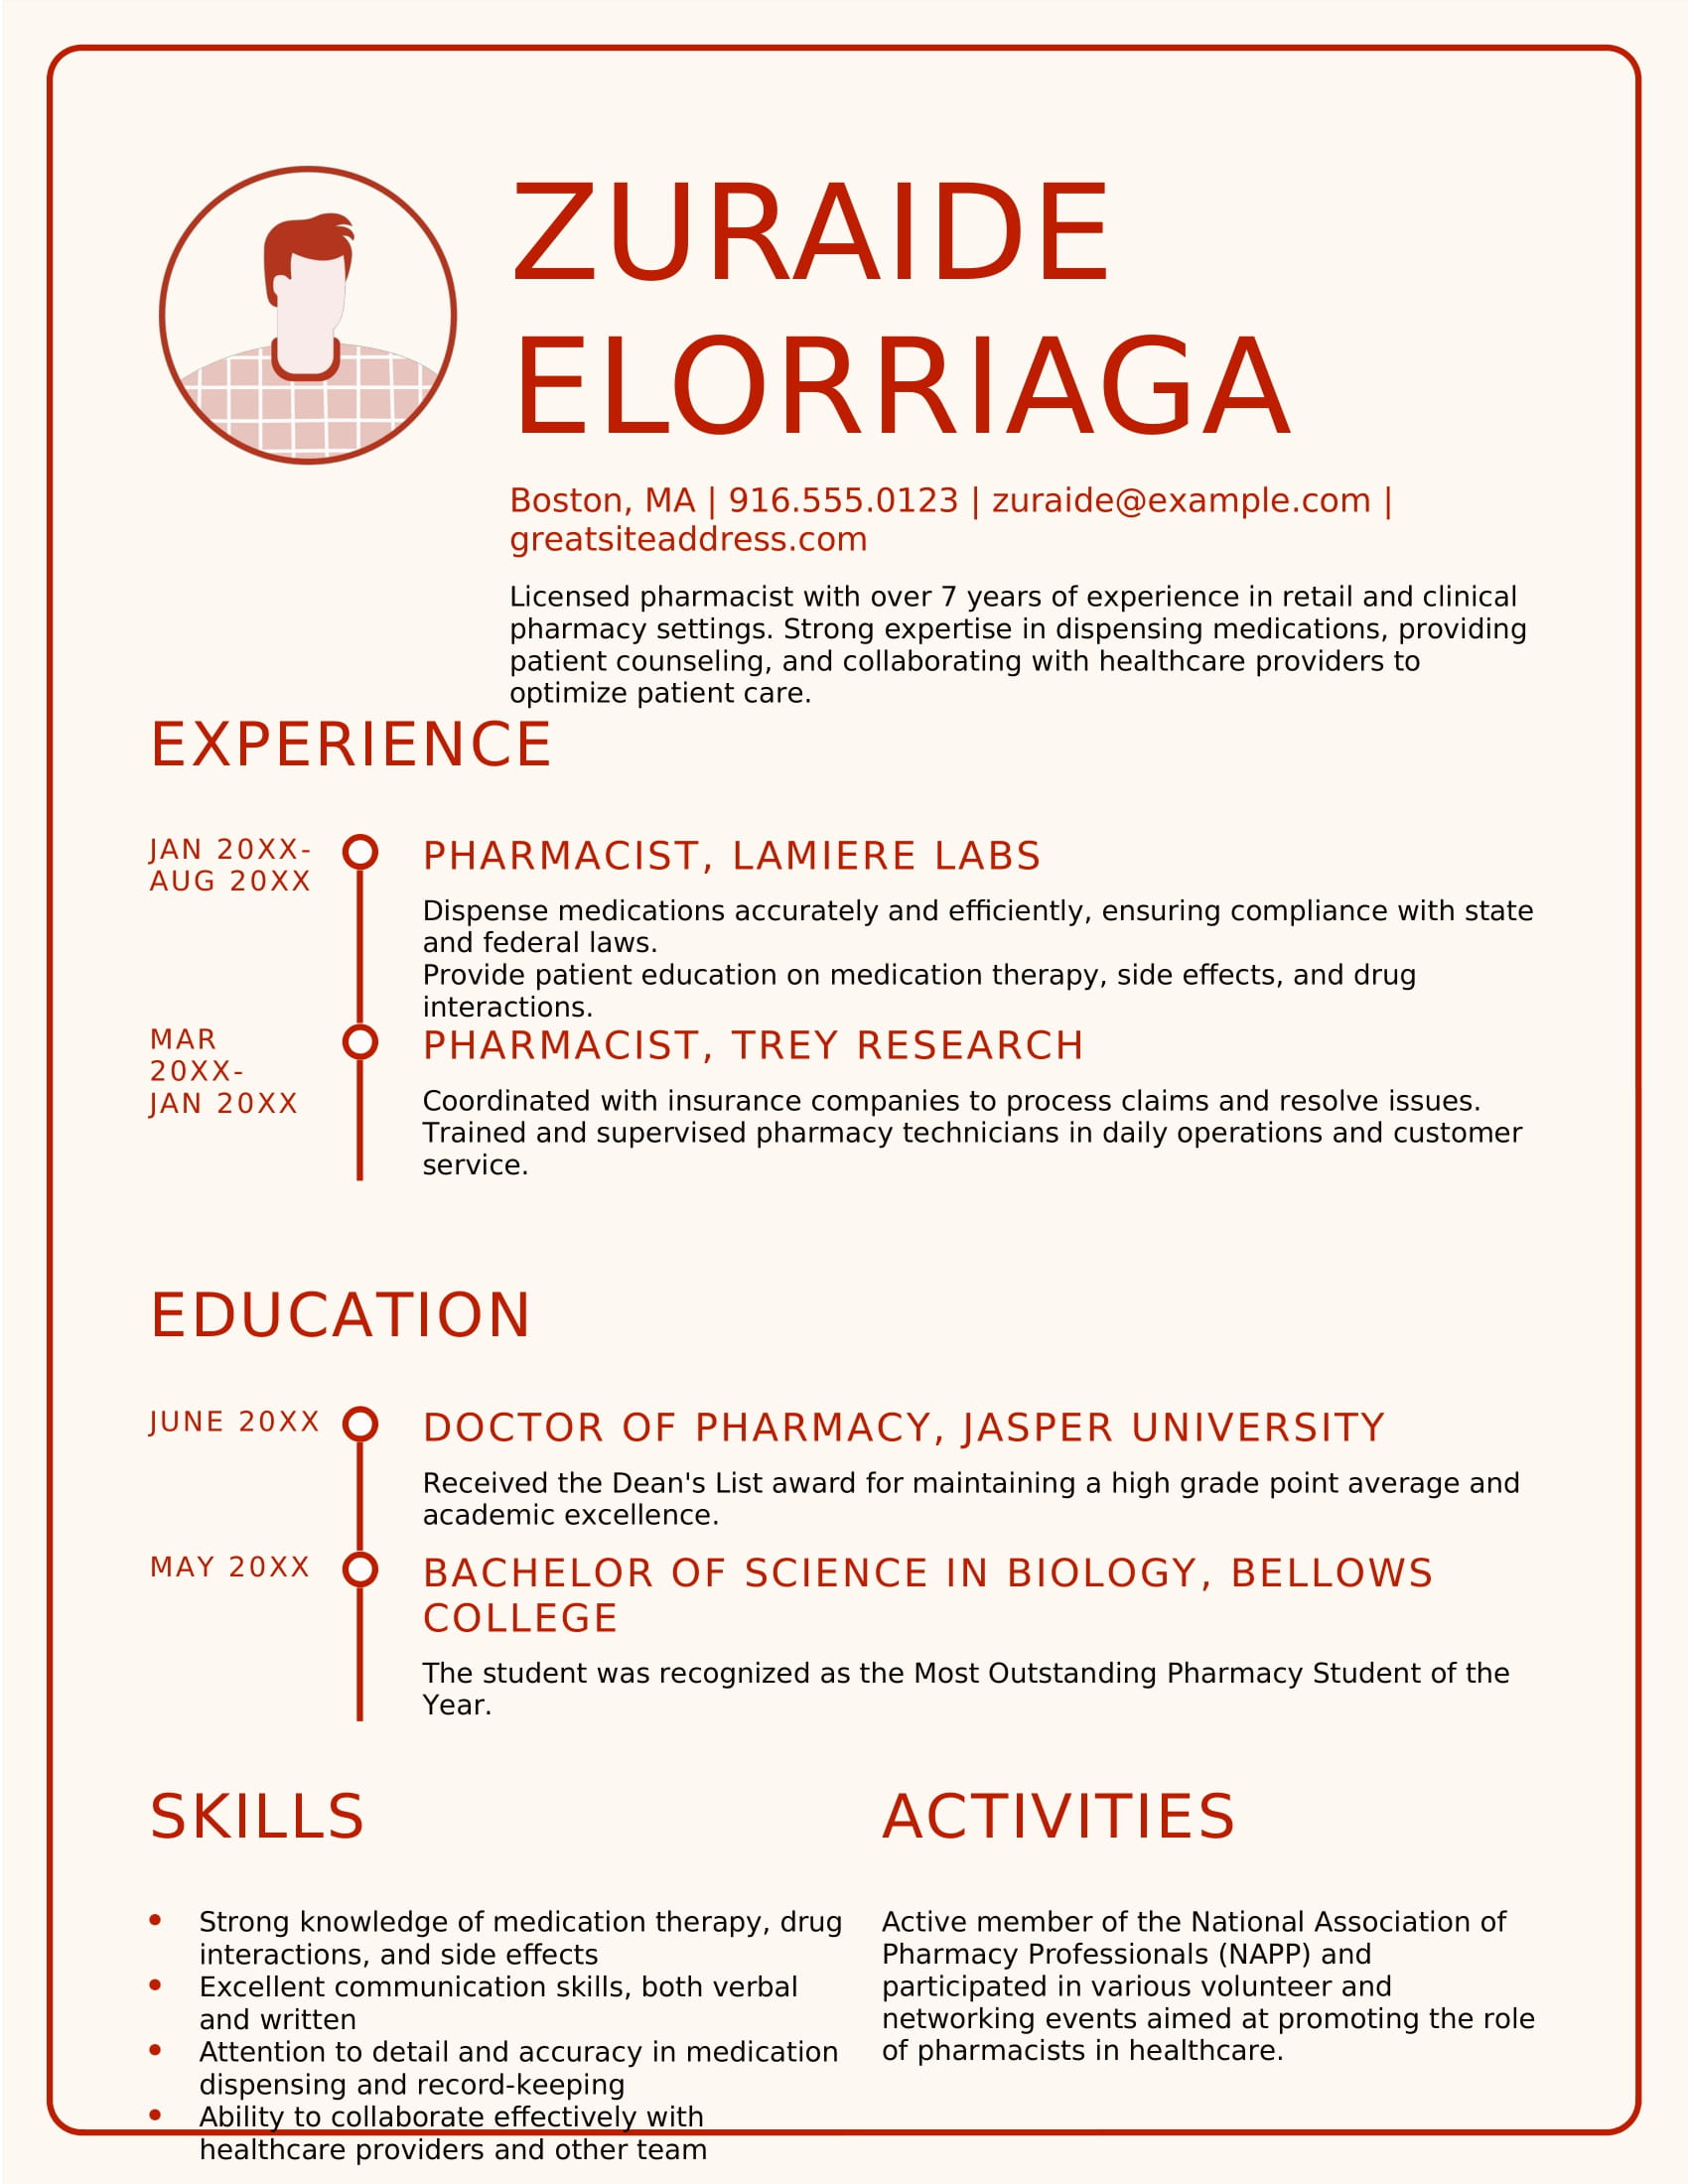 ZURAIDE
ELORRIAGA
Boston, MA | 916.555.0123 | zuraide@example.com |
greatsiteaddress.com
Licensed pharmacist with over 7 years of experience in retail and clinical
pharmacy settings. Strong expertise in dispensing medications, providing
patient counseling, and collaborating with healthcare providers to
optimize patient care.
EXPERIENCE
JAN 20XX-
AUG 20XX
PHARMACIST, LAMIERE LABS
Dispense medications accurately and efficiently, ensuring compliance with state
and federal laws.
Provide patient education on medication therapy, side effects, and drug
interactions.
MAR
20XX-
JAN 20XX
PHARMACIST, TREY RESEARCH
Coordinated with insurance companies to process claims and resolve issues.
Trained and supervised pharmacy technicians in daily operations and customer
service.
EDUCATION
JUNE 20XX
DOCTOR OF PHARMACY, JASPER UNIVERSITY
Received the Dean's List award for maintaining a high grade point average and
academic excellence.
MAY 20XX
BACHELOR OF SCIENCE IN BIOLOGY, BELLOWS
COLLEGE
The student was recognized as the Most Outstanding Pharmacy Student of the
Year.
SKILLS
• Strong knowledge of medication therapy, drug
interactions, and side effects
• Excellent communication skills, both verbal
and written
• Attention to detail and accuracy in medication
dispensing and record-keeping
• Ability to collaborate effectively with
healthcare providers and other team
ACTIVITIES
Active member of the National Association of
Pharmacy Professionals (NAPP) and
participated in various volunteer and
networking events aimed at promoting the role
of pharmacists in healthcare.